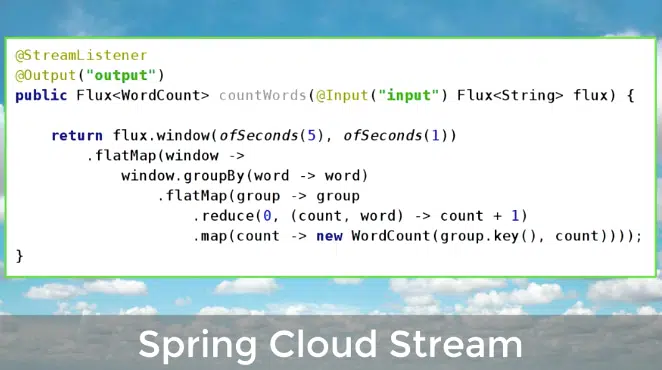 @StreamListener
@Output("output")
public Flux<WordCount> countWords(@Input("input") Flux<String> flux) {
    return flux.window(ofSeconds(5), ofSeconds(1))
        .flatMap(window ->
            window.groupBy(word -> word)
                .flatMap(group -> group
                    .reduce(0, (count, word) -> count + 1)
                    .map(count -> new WordCount(group.key(), count))));
}
Spring Cloud Stream